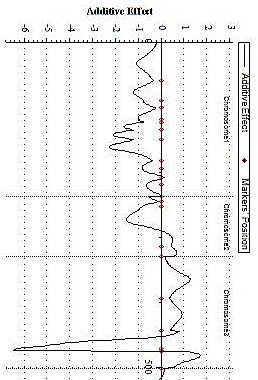 Additive Effect
-6
-5
-4
-3
-2
-1
0
1
2
3
Additive Effect
Markers' Position
Chromosome1
Chromosome2
Chromosome3
500